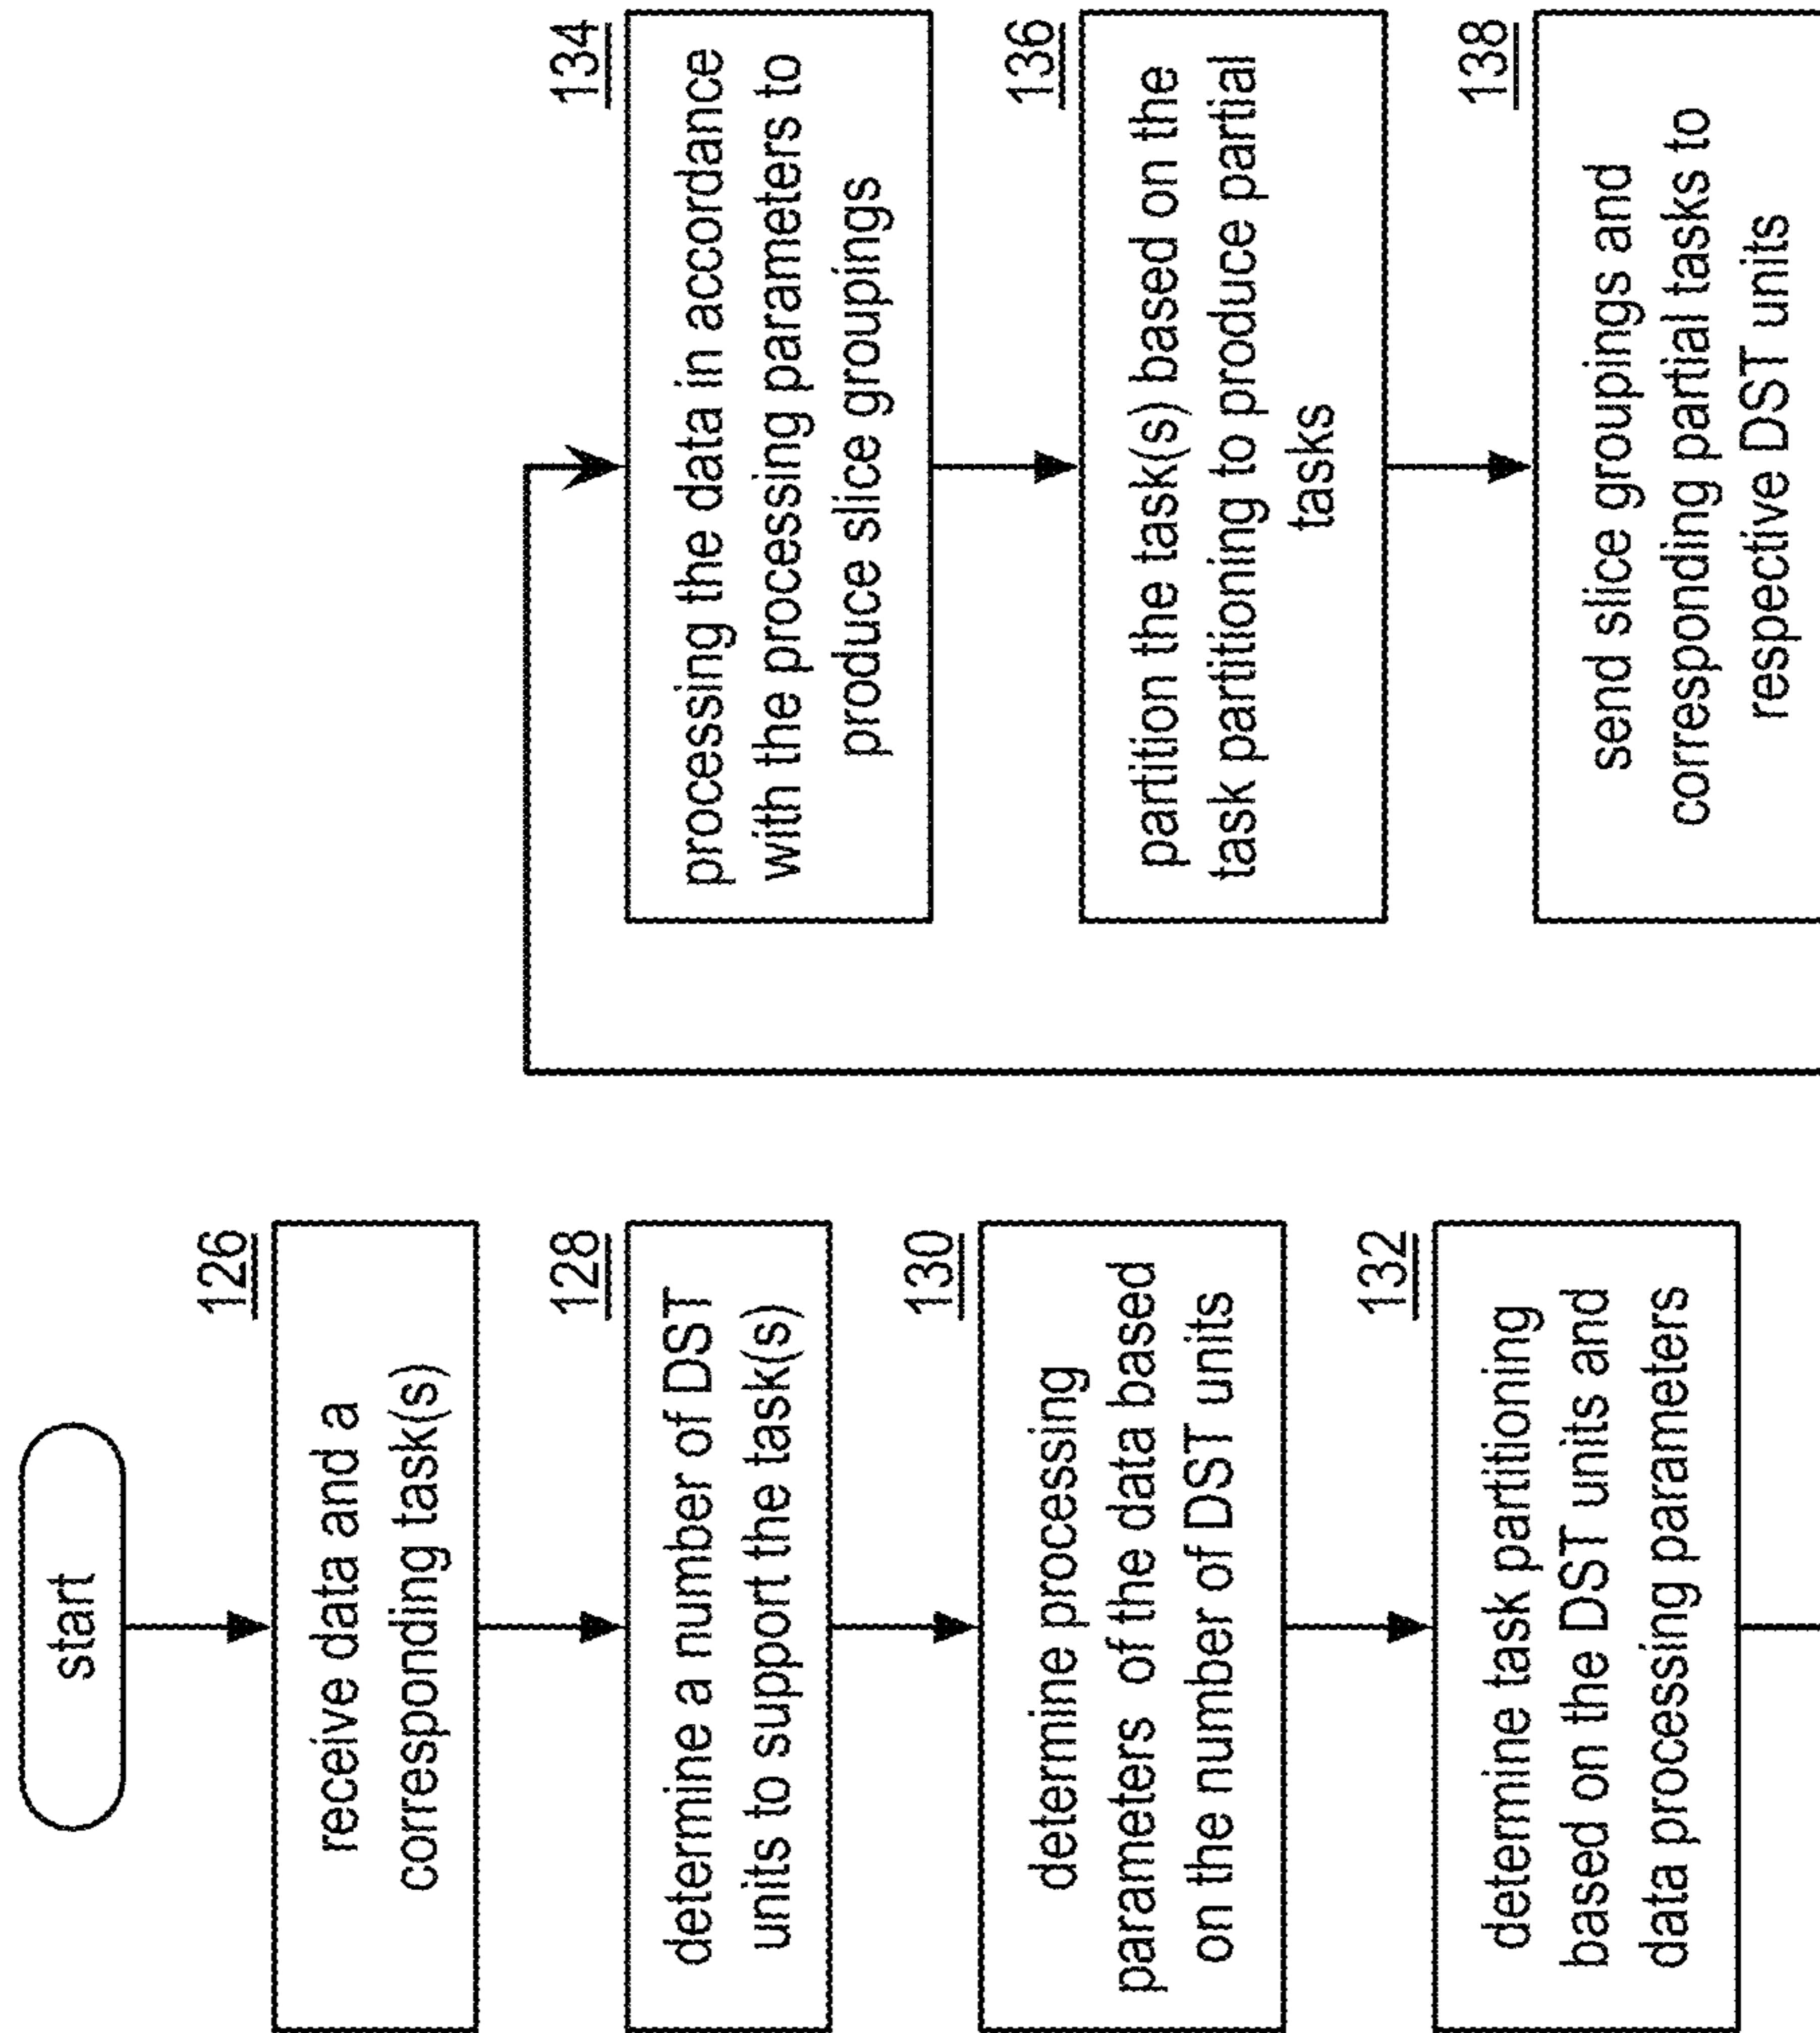 start
126
receive data and a
corresponding task(s)
128
determine a number of DST
units to support the task(s)
130
determine processing
parameters of the data based
on the number of DST units
132
determine task partitioning
based on the DST units and
data processing parameters
134
processing the data in accordance
with the processing parameters to
produce slice groupings
136
partition the task(s) based on the
task partitioning to produce partial
tasks
138
send slice groupings and
corresponding partial tasks to
respective DST units